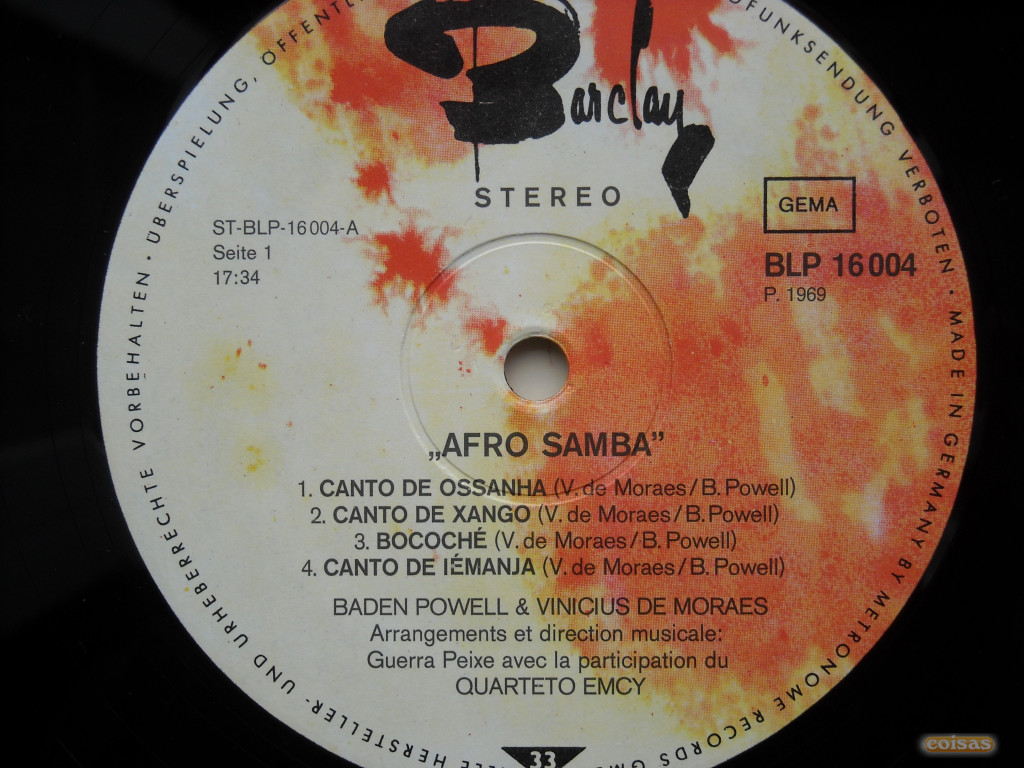 Barclay
STEREO
GEMA
ST-BLP-16 004-A
Seite 1
17:34
BLP 16 004
P. 1969
„AFRO SAMBA”
1. CANTO DE OSSANHA (V. de Moraes/B. Powell)
2. CANTO DE XANGO (V. de Moraes/B. Powell)
3. BOCOCHÉ (V. de Moraes/B. Powell)
4. CANTO DE IÉMANJA (V. de Moraes/B. Powell)
BADEN POWELL & VINICIUS DE MORAES
Arrangements et direction musicale:
Guerra Peixe avec la participation du
QUARTETO EMCY
33
HERSTELLER- UND URHEBERRECHTE VORBEHALTEN · ÜBERSPIELUNG,
VERBOTEN · MADE IN GERMANY BY METRONOME RECORDS
coisas